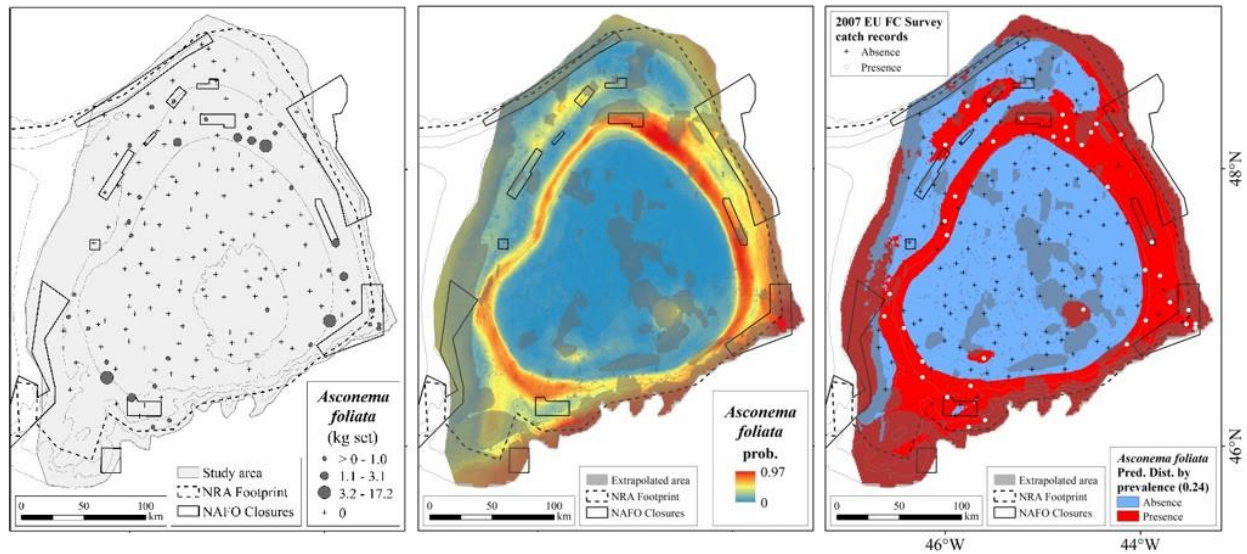 Asconema
foliata
(kg set)
> 0 - 1.0
1.1 - 3.1
3.2 - 17.2
0
Study area
NRA Footprint
NAFO Closures
0 50 100
km
Asconema
foliata
prob.
0.97
0
Extrapolated area
NRA Footprint
NAFO Closures
0 50 100
km
2007 EU FC Survey
catch records
Absence
Presence
48°N
46°N
Asconema foliata
Pred. Dist. by
prevalence (0.24)
Absence
Presence
Extrapolated area
NRA Footprint
NAFO Closures
0 50 100
km
46°W 44°W